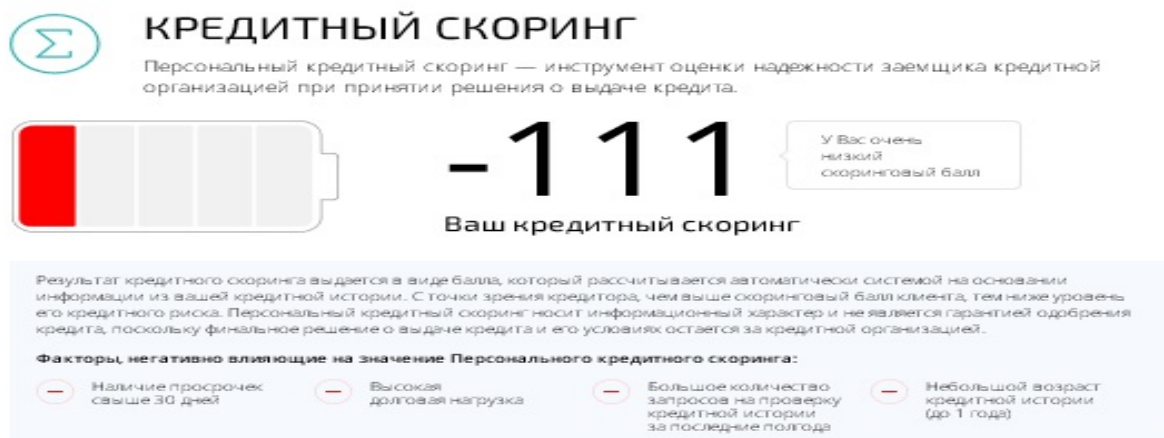 Σ
КРЕДИТНЫЙ СКОРИНГ
Персональный кредитный скоринг — инструмент оценки надежности заемщика кредитной
организацией при принятии решения о выдаче кредита.
-111
У Вас очень
низкий
скоринговый балл
Ваш кредитный скоринг
Результат кредитного скоринга выдается в виде балла, который рассчитывается автоматически системой на основании
информации из вашей кредитной истории. С точки зрения кредитора, чем выше скоринговый балл клиента, тем ниже уровень
его кредитного риска. Персональный кредитный скоринг носит информационный характер и не является гарантией одобрения
кредита, поскольку финальное решение о выдаче кредита и его условиях остается за кредитной организацией.
Факторы, негативно влияющие на значение Персонального кредитного скоринга:
Наличие просрочек
свыше 30 дней
Высокая
долговая нагрузка
Большое количество
запросов на проверку
кредитной истории
за последние полгода
Небольшой возраст
кредитной истории
(до 1 года)